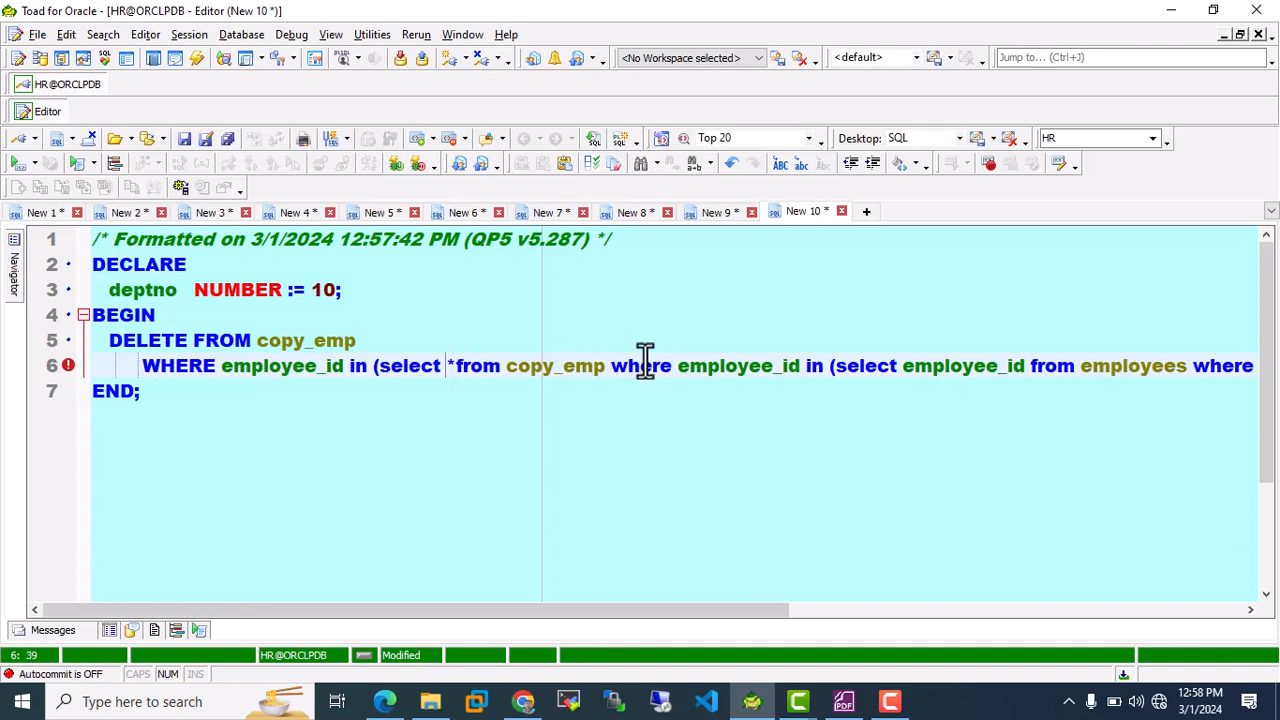 Toad for Oracle - [HR@ORCLPDB - Editor (New 10 *)]
File Edit Search Editor Session Database Debug View Utilities Rerun Window Help
<No Workspace selected> <default> Jump to... (Ctrl+J)
HR@ORCLPDB
Editor
Top 20 Desktop: SQL HR
New 1 * New 2 * New 3 * New 4 * New 5 * New 6 * New 7 * New 8 * New 9 * New 10 *
Navigator
1 /* Formatted on 3/1/2024 12:57:42 PM (QP5 v5.287) */
2 DECLARE
3 deptno NUMBER := 10;
4 BEGIN
5 DELETE FROM copy_emp
6 WHERE employee_id in (select *from copy_emp where employee_id in (select employee_id from employees where
7 END;
Messages
6: 39 HR@ORCLPDB Modified
Autocommit is OFF CAPS NUM INS
Type here to search
12:58 PM
3/1/2024